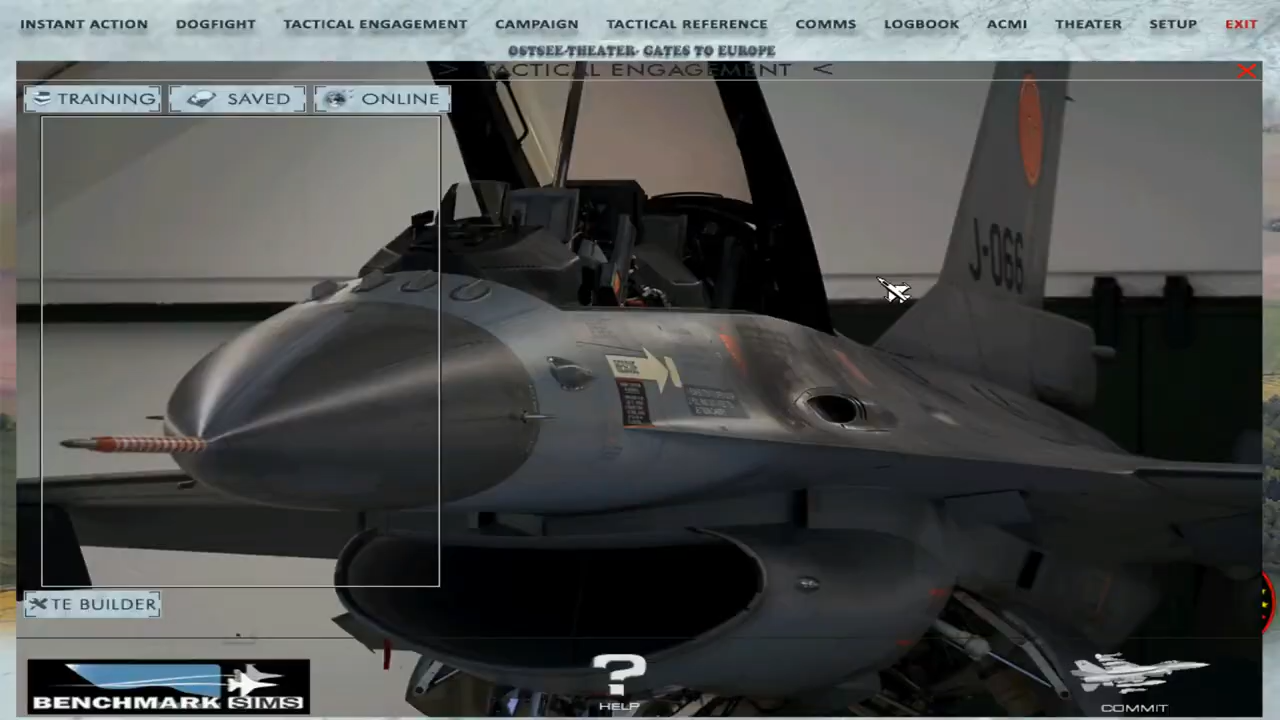 INSTANT ACTION DOGFIGHT TACTICAL ENGAGEMENT CAMPAIGN TACTICAL REFERENCE COMMS LOGBOOK ACMI THEATER SETUP EXIT
OSTSEE-THEATER- GATES TO EUROPE
> TACTICAL ENGAGEMENT <
TRAINING SAVED ONLINE
J-066
RESCUE
TE BUILDER
BENCHMARK SIMS
HELP
COMMIT